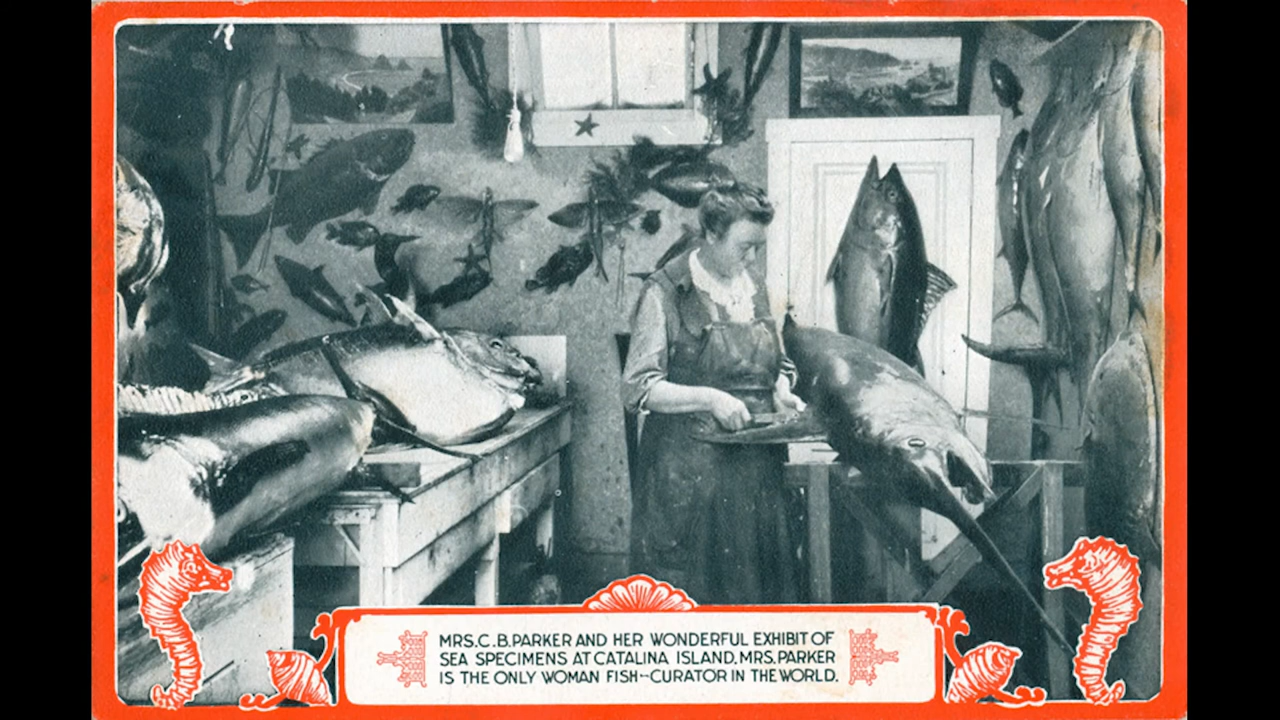 MRS.C.B.PARKER AND HER WONDERFUL EXHIBIT OF
SEA SPECIMENS AT CATALINA ISLAND. MRS. PARKER
IS THE ONLY WOMAN FISH--CURATOR IN THE WORLD.